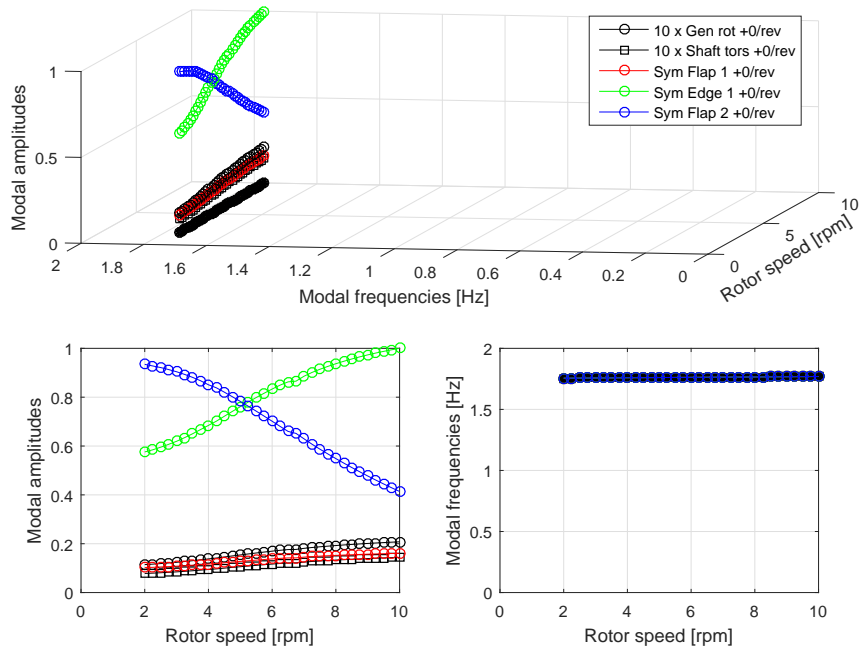 Modal amplitudes
1
0.5
0
2
1.8
1.6
1.4
1.2
1
0.8
0.6
0.4
0.2
0
Modal frequencies [Hz]
0
5
10
Rotor speed [rpm]
10 x Gen rot +0/rev
10 x Shaft tors +0/rev
Sym Flap 1 +0/rev
Sym Edge 1 +0/rev
Sym Flap 2 +0/rev
Modal amplitudes
1
0.8
0.6
0.4
0.2
0
0 2 4 6 8 10
Rotor speed [rpm]
Modal frequencies [Hz]
2
1.5
1
0.5
0
0 2 4 6 8 10
Rotor speed [rpm]